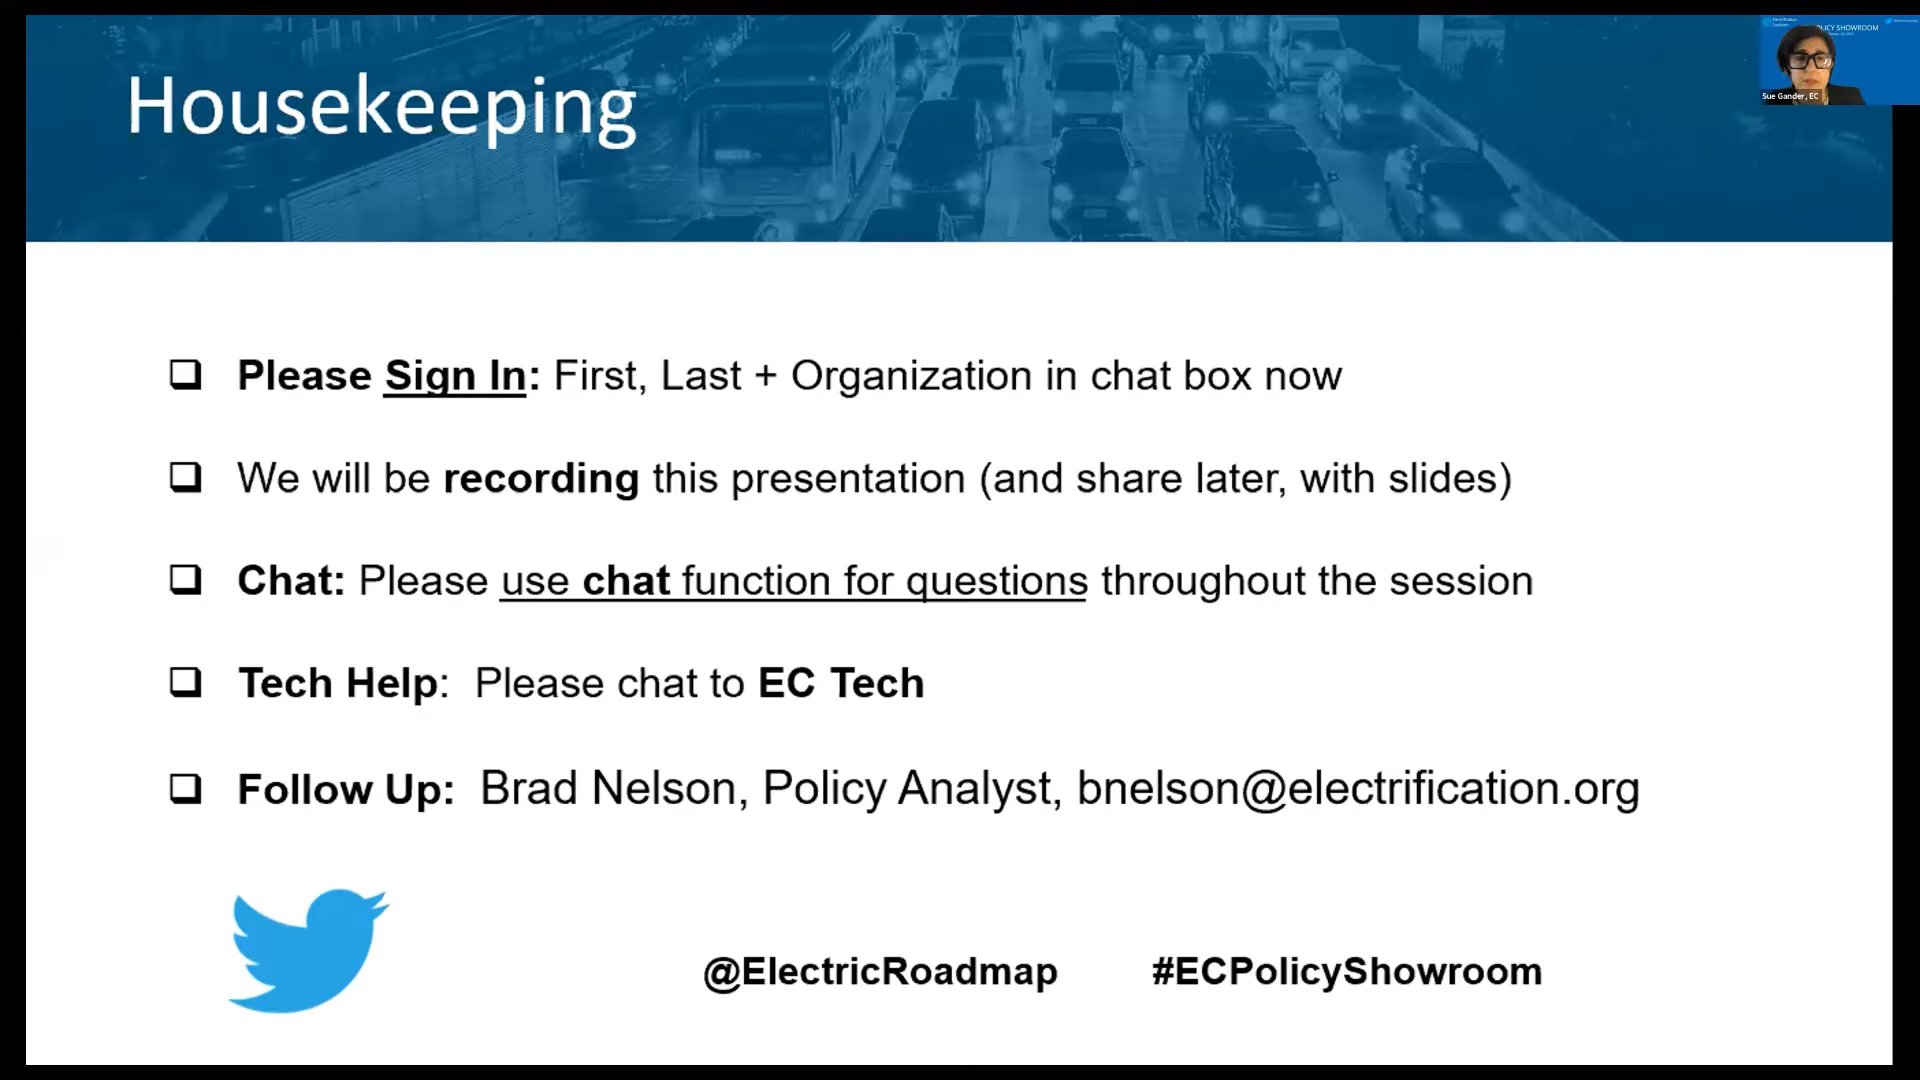 LICY SHOWROOM
Sue Gander, EC
Housekeeping
Please Sign In: First, Last + Organization in chat box now
We will be recording this presentation (and share later, with slides)
Chat: Please use chat function for questions throughout the session
Tech Help: Please chat to EC Tech
Follow Up: Brad Nelson, Policy Analyst, bnelson@electrification.org
@ElectricRoadmap #ECPolicyShowroom